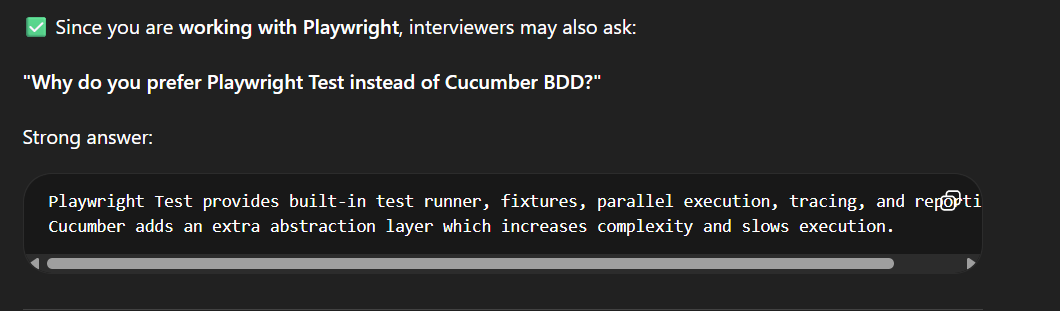 ✅ Since you are working with Playwright, interviewers may also ask:
"Why do you prefer Playwright Test instead of Cucumber BDD?"
Strong answer:
Playwright Test provides built-in test runner, fixtures, parallel execution, tracing, and
Cucumber adds an extra abstraction layer which increases complexity and slows execution.